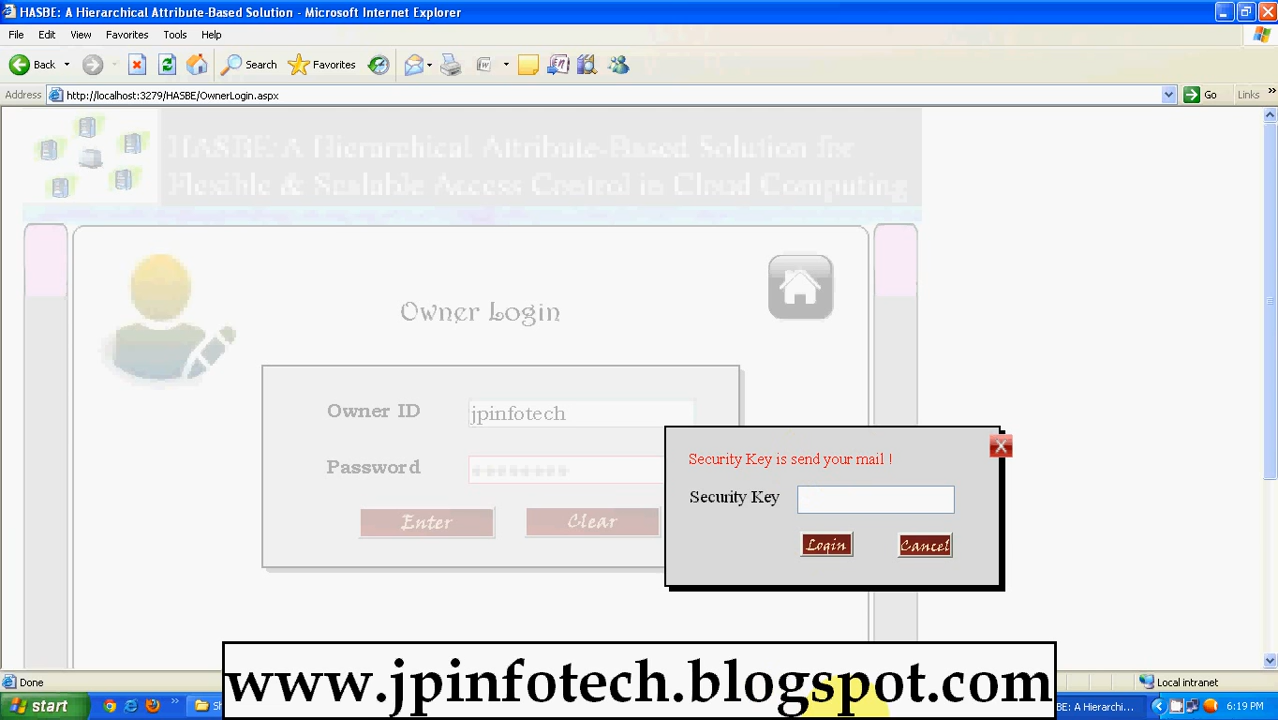 HASBE: A Hierarchical Attribute-Based Solution - Microsoft Internet Explorer
File Edit View Favorites Tools Help
Back Search Favorites
Address http://localhost:3279/HASBE/OwnerLogin.aspx Go Links »
HASBE:A Hierarchical Attribute-Based Solution for
Flexible & Scalable Access Control in Cloud Computing
Owner Login
Owner ID jpinfotech
Password ********
Enter Clear
X
Security Key is send your mail !
Security Key
Login Cancel
www.jpinfotech.blogspot.com
Done Local intranet
start » BE: A Hierarchi... 6:19 PM